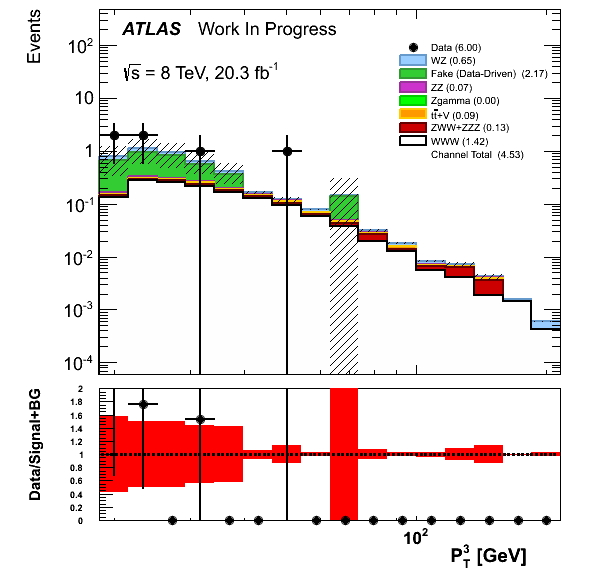 Events
ATLAS Work In Progress
√s = 8 TeV, 20.3 fb⁻¹
Data (6.00)
WZ (0.65)
Fake (Data-Driven) (2.17)
ZZ (0.07)
Zgamma (0.00)
tt̄+V (0.09)
ZWW+ZZZ (0.13)
WWW (1.42)
Channel Total (4.53)
10²
10
1
10⁻¹
10⁻²
10⁻³
10⁻⁴
Data/Signal+BG
2
1.8
1.6
1.4
1.2
1
0.8
0.6
0.4
0.2
0
10²
P³_T [GeV]